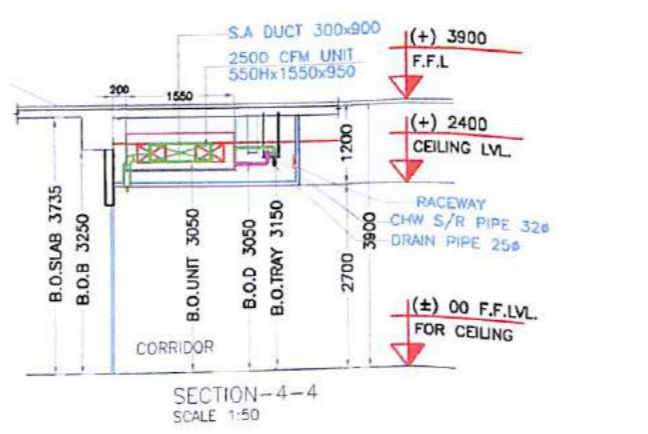 S.A DUCT 300x900
2500 CFM UNIT
550Hx1550x950
(+) 3900
F.F.L
200
1550
(+) 2400
CEILING LVL.
1200
RACEWAY
CHW S/R PIPE 32ø
DRAIN PIPE 25ø
B.O.SLAB 3735
B.O.B 3250
B.O.UNIT 3050
B.O.D 3050
B.O.TRAY 3150
2700
3900
(±) 00 F.F.LVL.
FOR CEILING
CORRIDOR
SECTION-4-4
SCALE 1:50